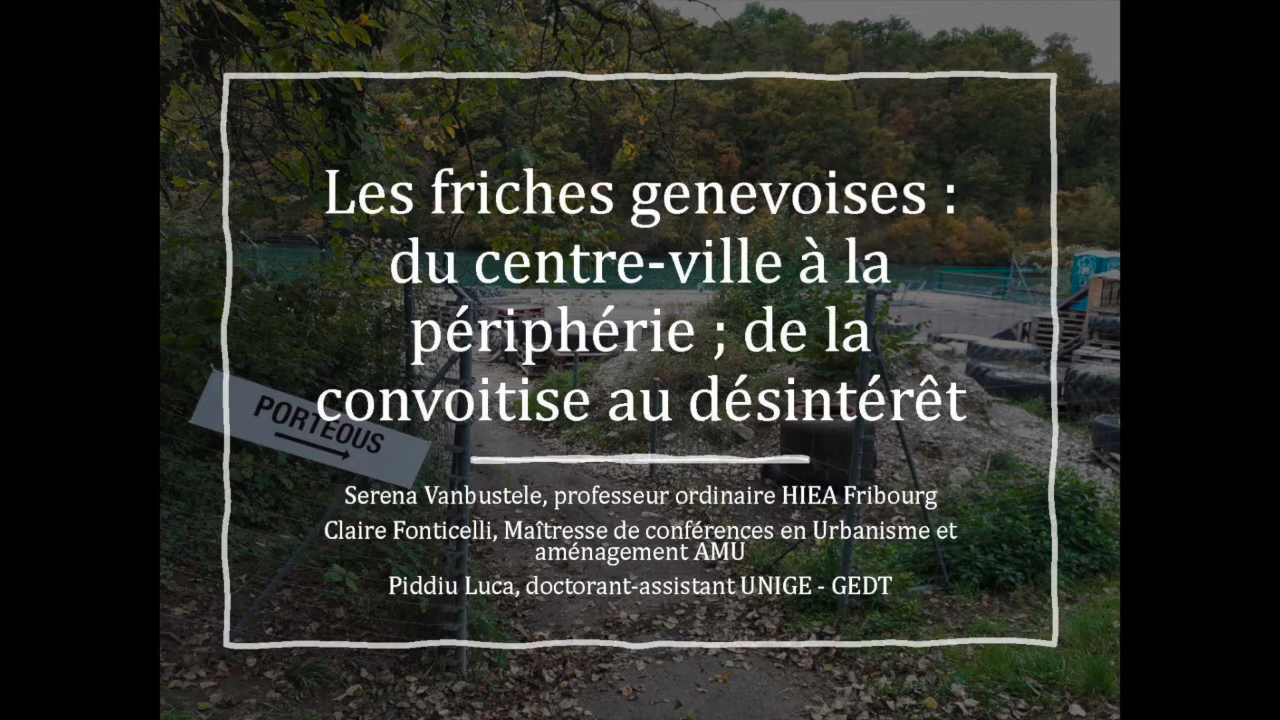 Les friches genevoises :
du centre-ville à la
périphérie ; de la
convoitise au désintérêt
PORTEOUS
Serena Vanbustele, professeur ordinaire HIEA Fribourg
Claire Fonticelli, Maîtresse de conférences en Urbanisme et
aménagement AMU
Piddiu Luca, doctorant-assistant UNIGE - GEDT